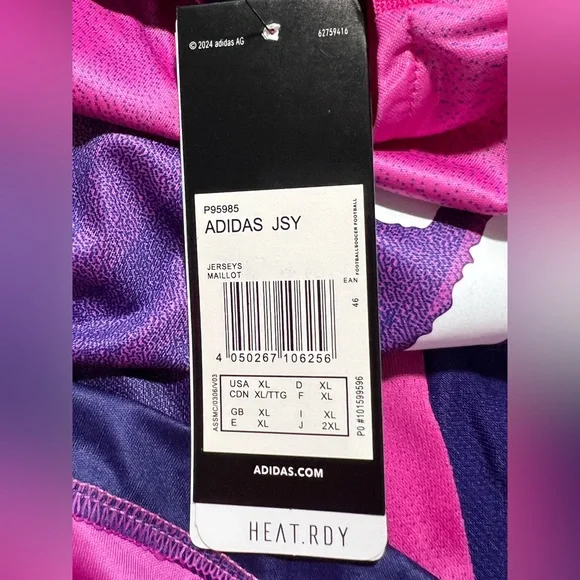 © 2024 adidas AG 62759416
P95985
ADIDAS JSY
JERSEYS
MAILLOT
EAN
FOOTBALL/SOCCER FOOTBALL
46
4 050267 106256
USA XL D XL
CDN XL/TTG F XL
GB XL I XL
E XL J 2XL
ASSMC/0306/V03
PO #101599596
ADIDAS.COM
HEAT.RDY